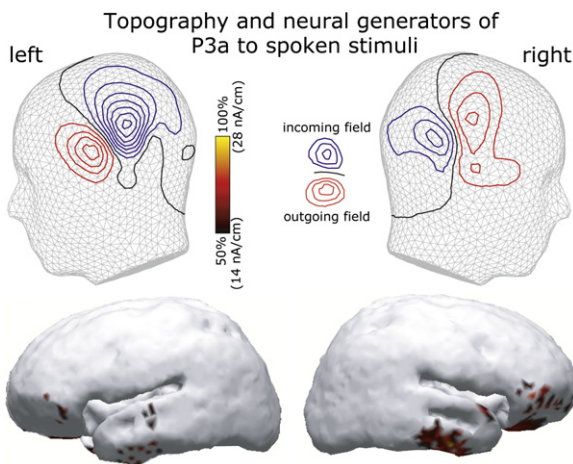 Topography and neural generators of
P3a to spoken stimuli
left
right
100%
(28 nA/cm)
50%
(14 nA/cm)
incoming field
outgoing field